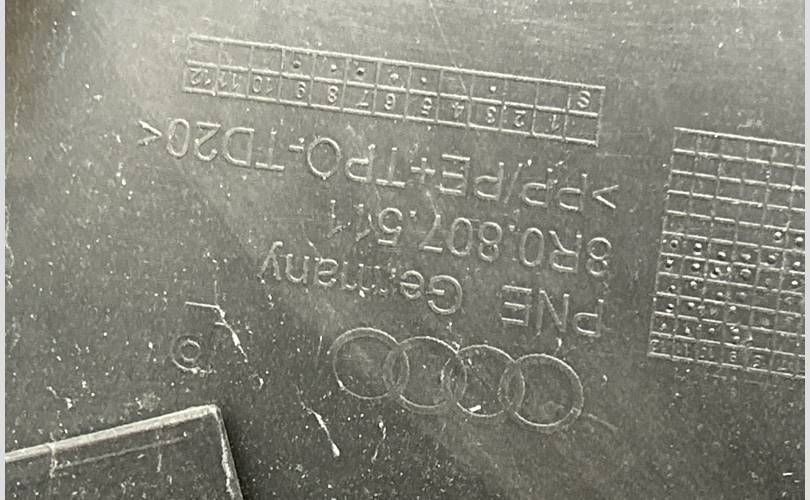 PNE Germany
8R0.807.511
>PP/PE+TPO-TD20<
1 2 3 4 5 6 7 8 9 10 11 12
S